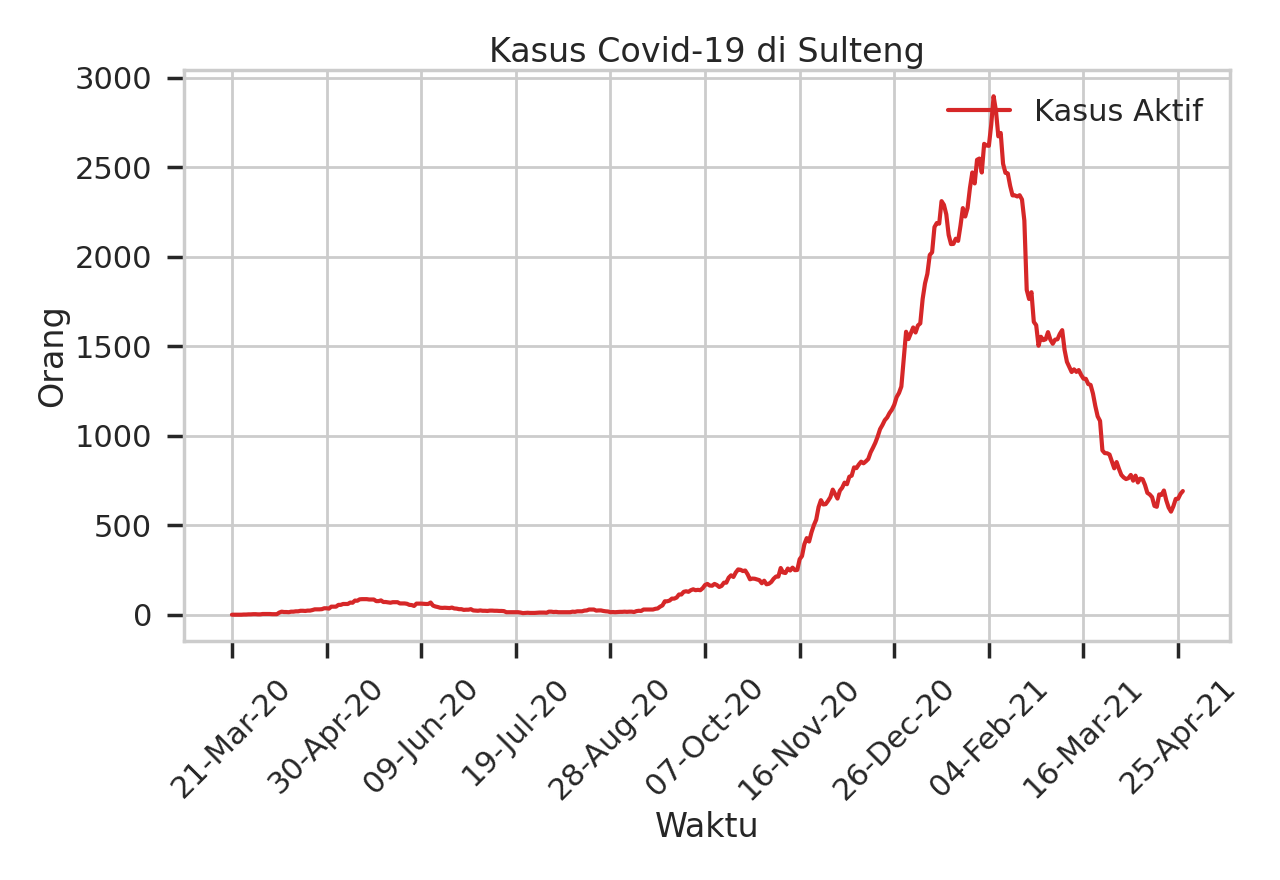 Kasus Covid-19 di Sulteng
Kasus Aktif
3000
2500
2000
1500
1000
500
0
Orang
21-Mar-20
30-Apr-20
09-Jun-20
19-Jul-20
28-Aug-20
07-Oct-20
16-Nov-20
26-Dec-20
04-Feb-21
16-Mar-21
25-Apr-21
Waktu